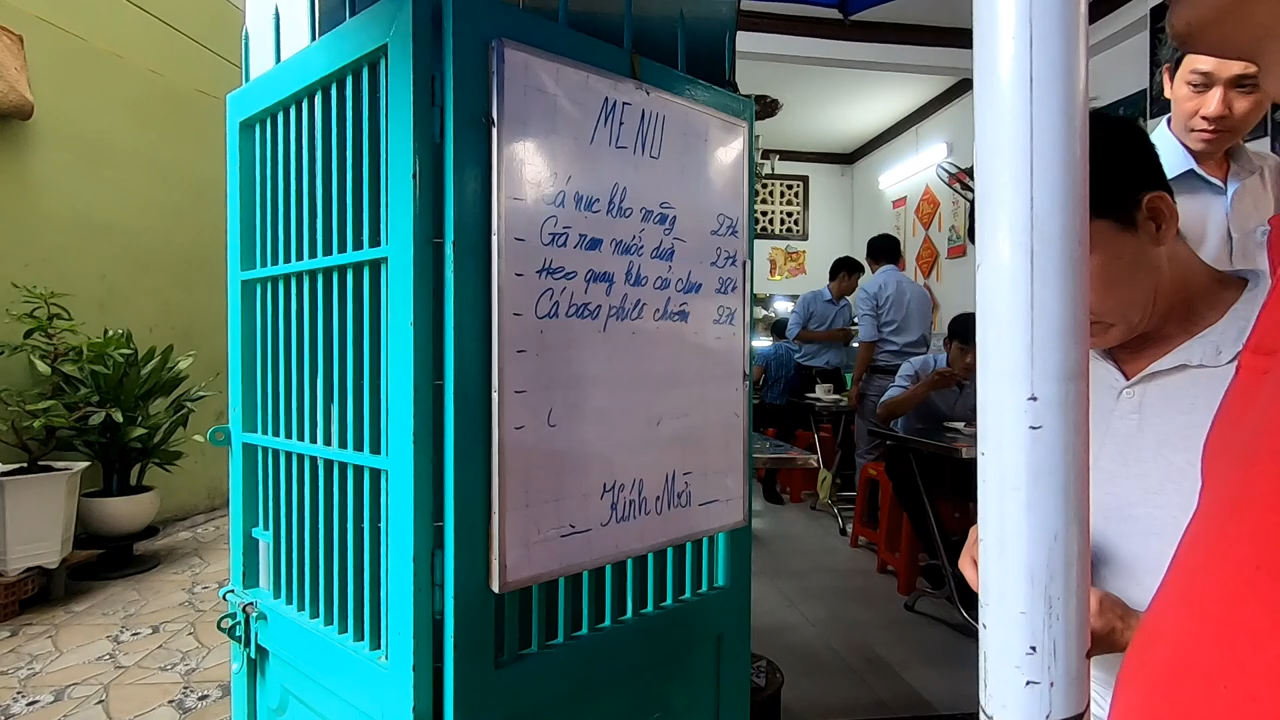 MENU
- Cá nục kho măng 27k
- Gà ram nước dừa 27k
- Heo quay kho cải chua 28k
- Cá basa phile chiên 27k
-
-
-
Kính Mời